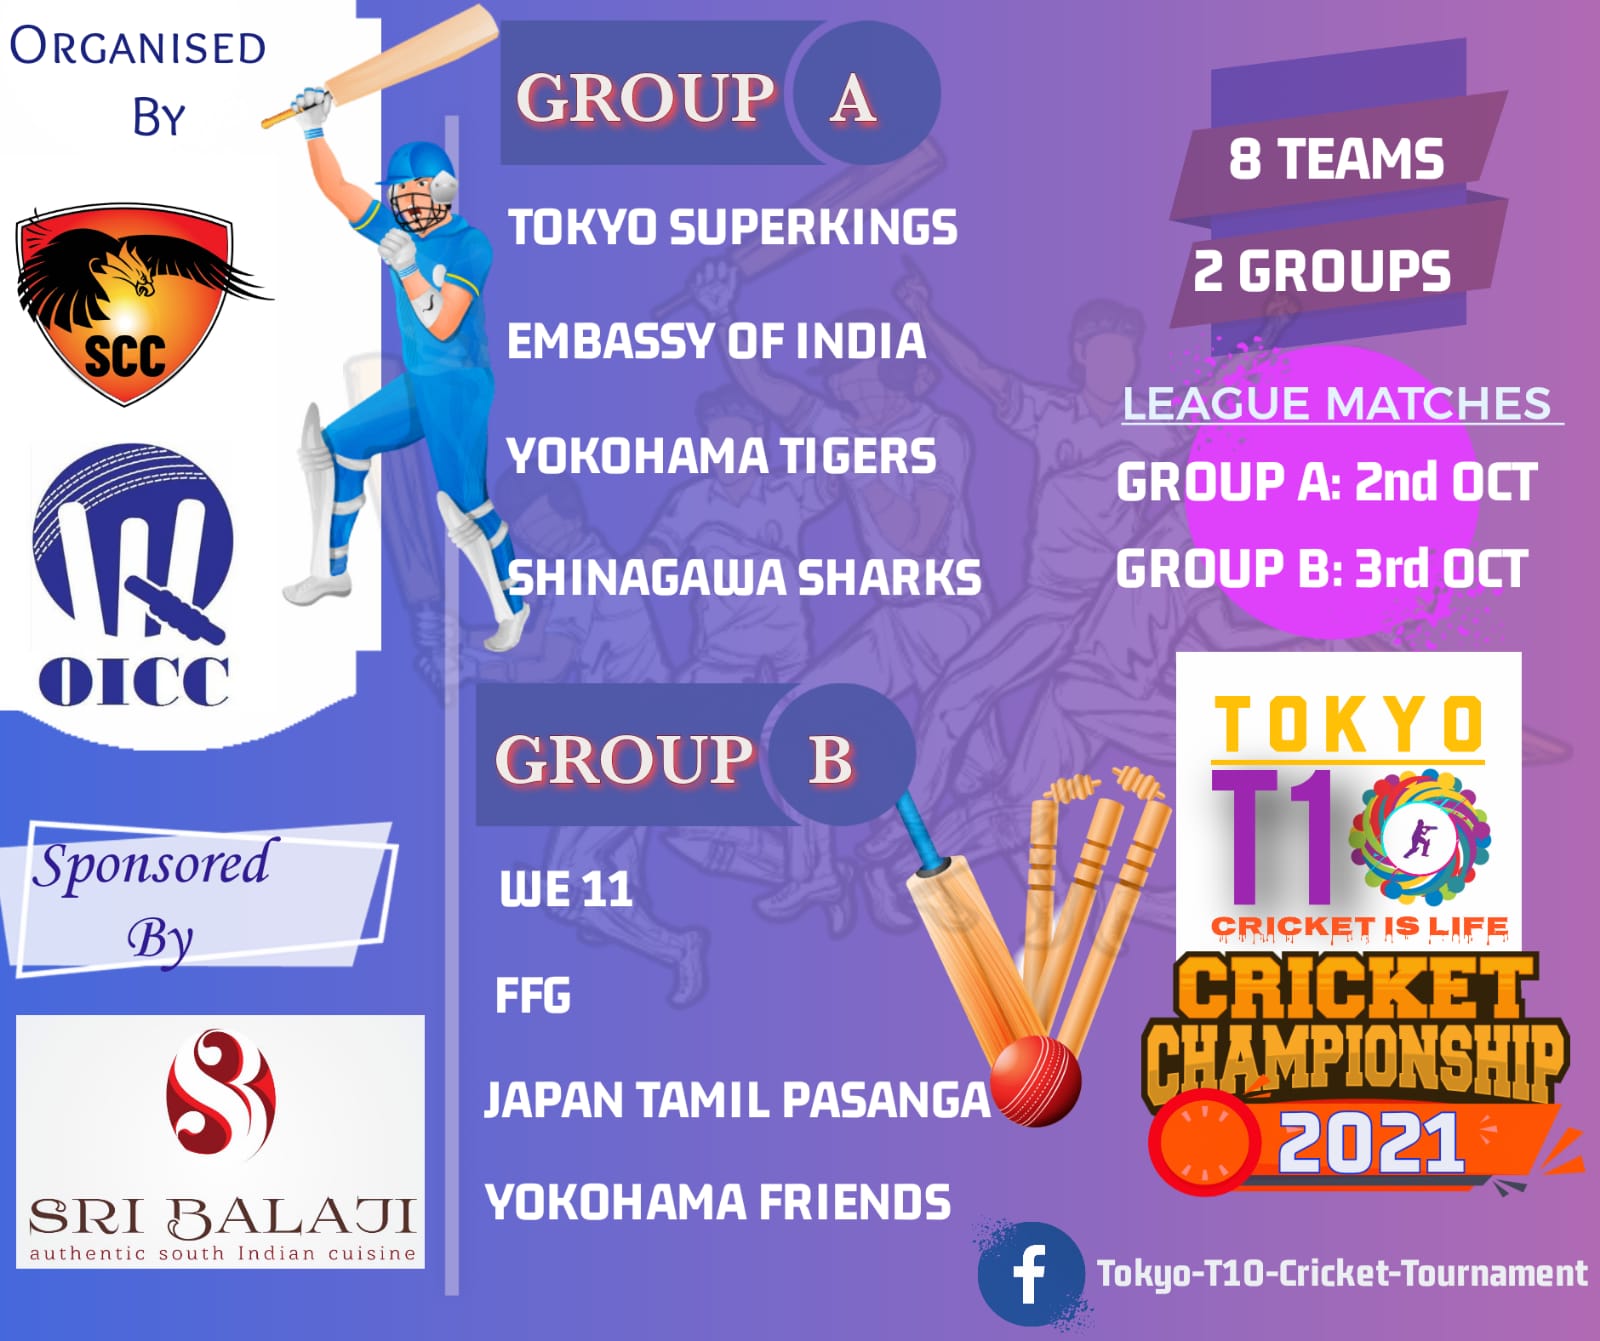 ORGANISED
BY
SCC
OICC
Sponsored
By
SRI BALAJI
authentic south Indian cuisine
GROUP A
TOKYO SUPERKINGS
EMBASSY OF INDIA
YOKOHAMA TIGERS
SHINAGAWA SHARKS
GROUP B
WE 11
FFG
JAPAN TAMIL PASANGA
YOKOHAMA FRIENDS
8 TEAMS
2 GROUPS
LEAGUE MATCHES
GROUP A: 2nd OCT
GROUP B: 3rd OCT
TOKYO
T10
CRICKET IS LIFE
CRICKET
CHAMPIONSHIP
2021
f Tokyo-T10-Cricket-Tournament